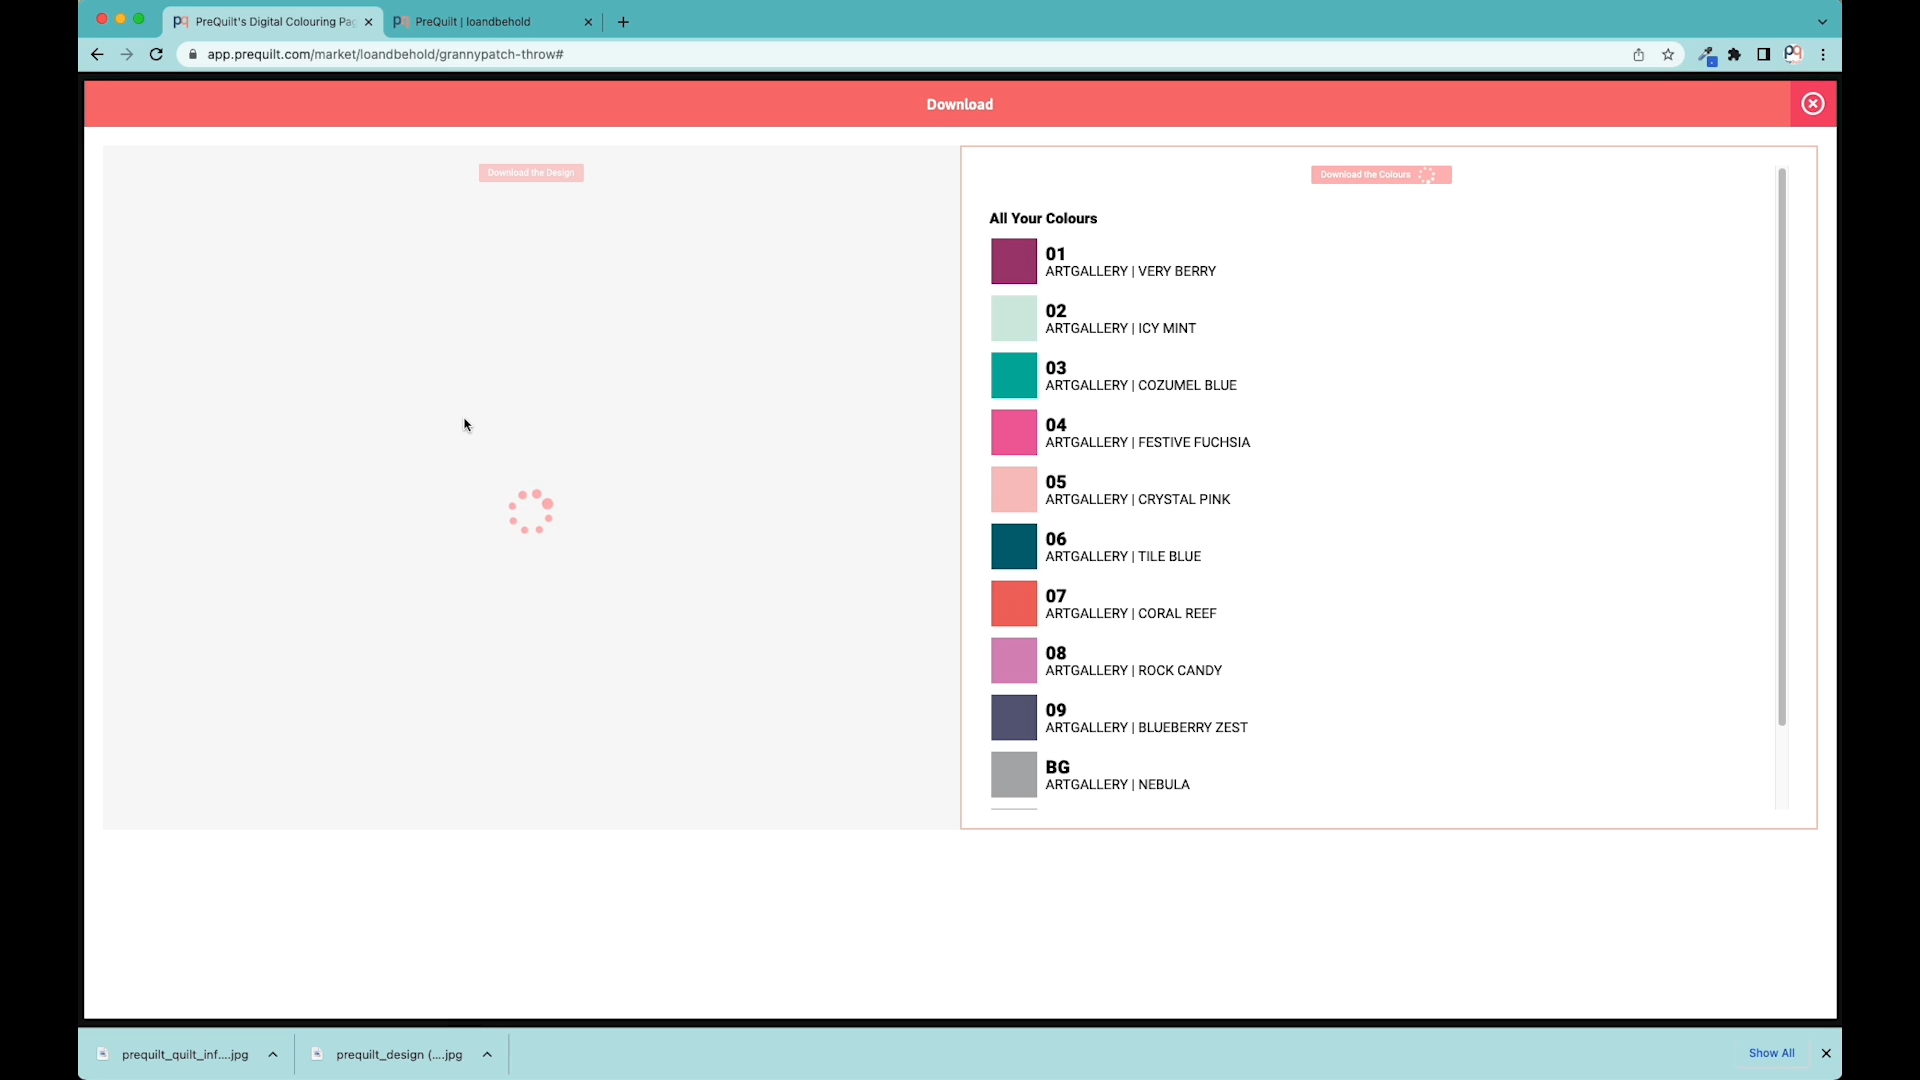 PreQuilt's Digital Colouring Pag
PreQuilt | loandbehold
app.prequilt.com/market/loandbehold/grannypatch-throw#
pq
Download
Download the Design
Download the Colours
All Your Colours
01
ARTGALLERY | VERY BERRY
02
ARTGALLERY | ICY MINT
03
ARTGALLERY | COZUMEL BLUE
04
ARTGALLERY | FESTIVE FUCHSIA
05
ARTGALLERY | CRYSTAL PINK
06
ARTGALLERY | TILE BLUE
07
ARTGALLERY | CORAL REEF
08
ARTGALLERY | ROCK CANDY
09
ARTGALLERY | BLUEBERRY ZEST
BG
ARTGALLERY | NEBULA
prequilt_quilt_inf....jpg
prequilt_design (....jpg
Show All